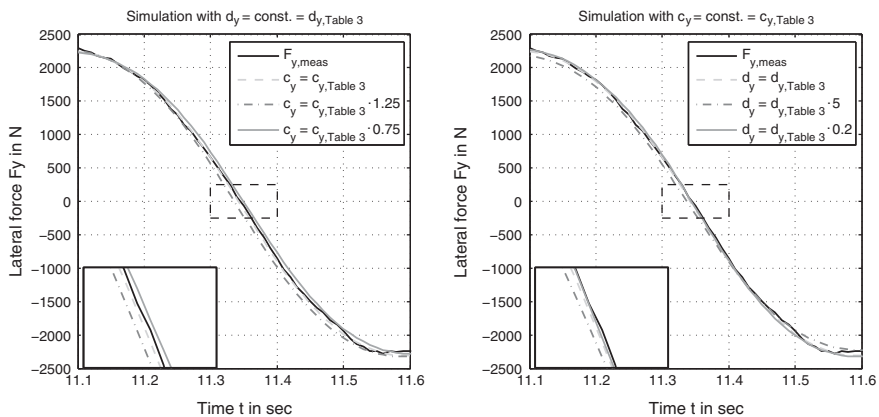 Simulation with d_y = const. = d_y,Table 3
Lateral force Fy in N
2500
2000
1500
1000
500
0
−500
−1000
−1500
−2000
−2500
F_y,meas
c_y = c_y,Table 3
c_y = c_y,Table 3 · 1.25
c_y = c_y,Table 3 · 0.75
11.1 11.2 11.3 11.4 11.5 11.6
Time t in sec
Simulation with c_y = const. = c_y,Table 3
Lateral force Fy in N
2500
2000
1500
1000
500
0
−500
−1000
−1500
−2000
−2500
F_y,meas
d_y = d_y,Table 3
d_y = d_y,Table 3 · 5
d_y = d_y,Table 3 · 0.2
11.1 11.2 11.3 11.4 11.5 11.6
Time t in sec